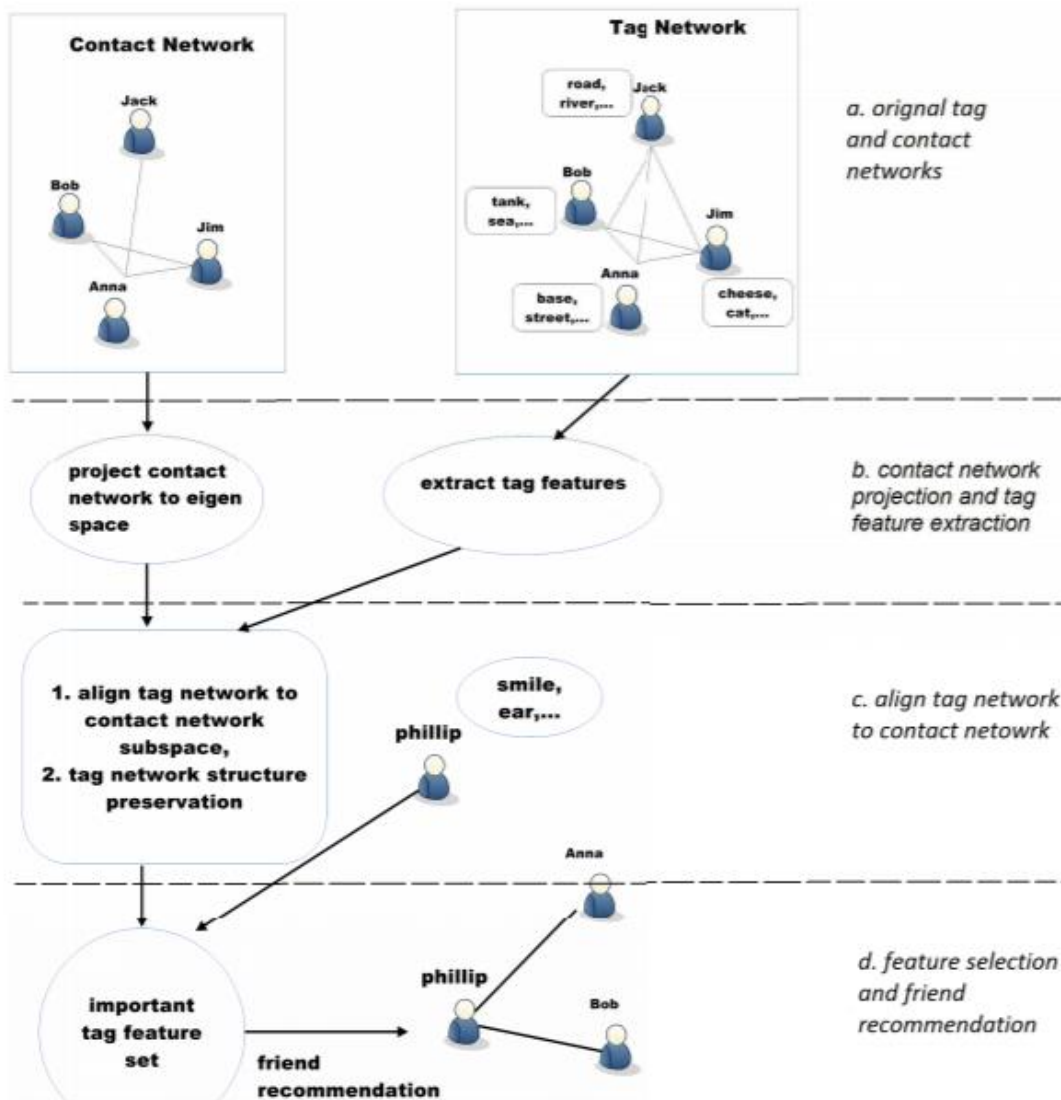 Contact Network
Jack
Bob
Jim
Anna
Tag Network
road,
river,...
Jack
Bob
tank,
sea,...
Jim
Anna
base,
street,...
cheese,
cat,...
a. orignal tag
and contact
networks
project contact
network to eigen
space
extract tag features
b. contact network
projection and tag
feature extraction
1. align tag network to
contact network
subspace,
2. tag network structure
preservation
smile,
ear,...
phillip
c. align tag network
to contact netowrk
Anna
phillip
Bob
important
tag feature
set
friend
recommendation
d. feature selection
and friend
recommendation